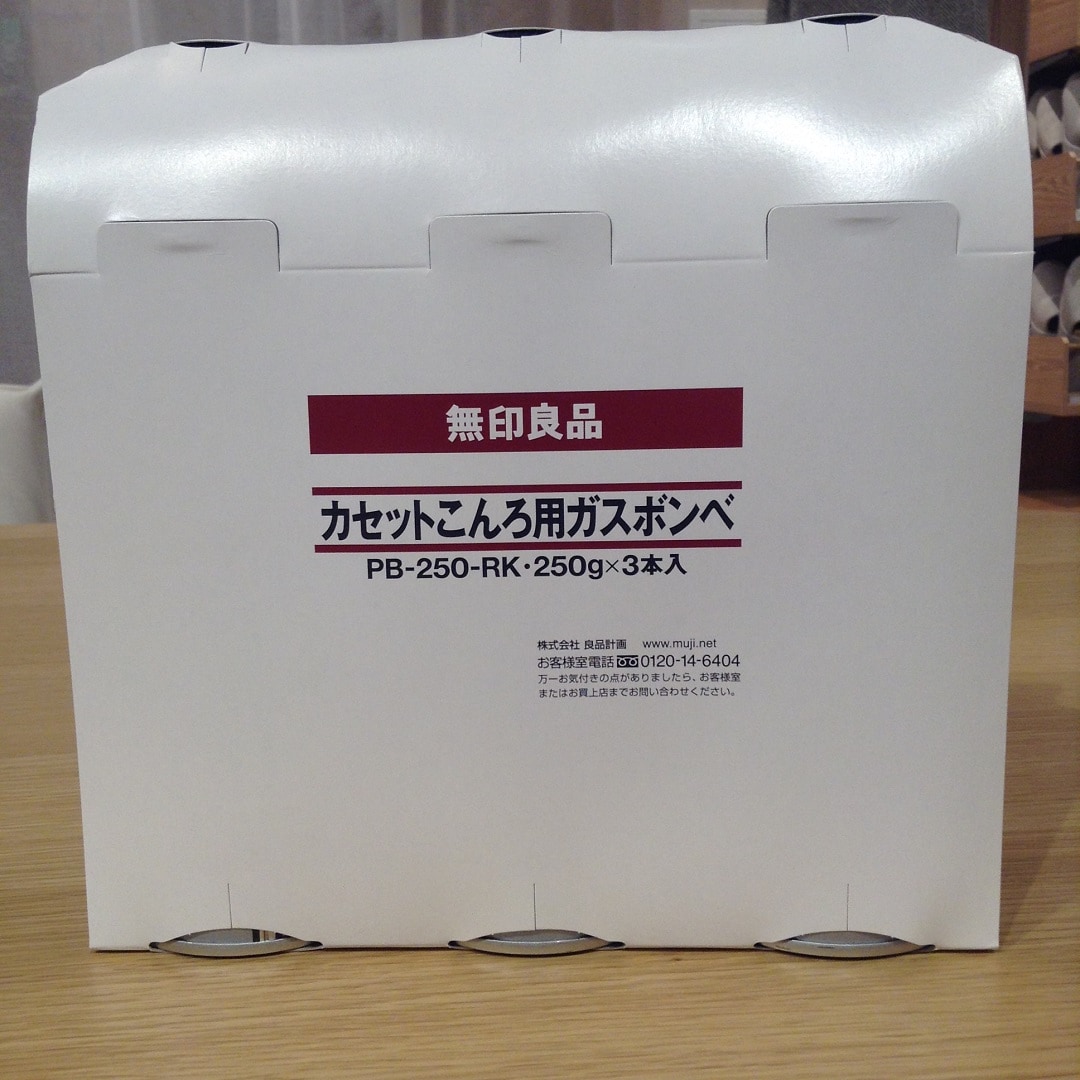 無印良品
カセットこんろ用ガスボンベ
PB-250-RK・250g×3本入
株式会社 良品計画 www.muji.net
お客様室電話 0120-14-6404
万一お気付きの点がありましたら、お客様室
またはお買上店までお問い合わせください。